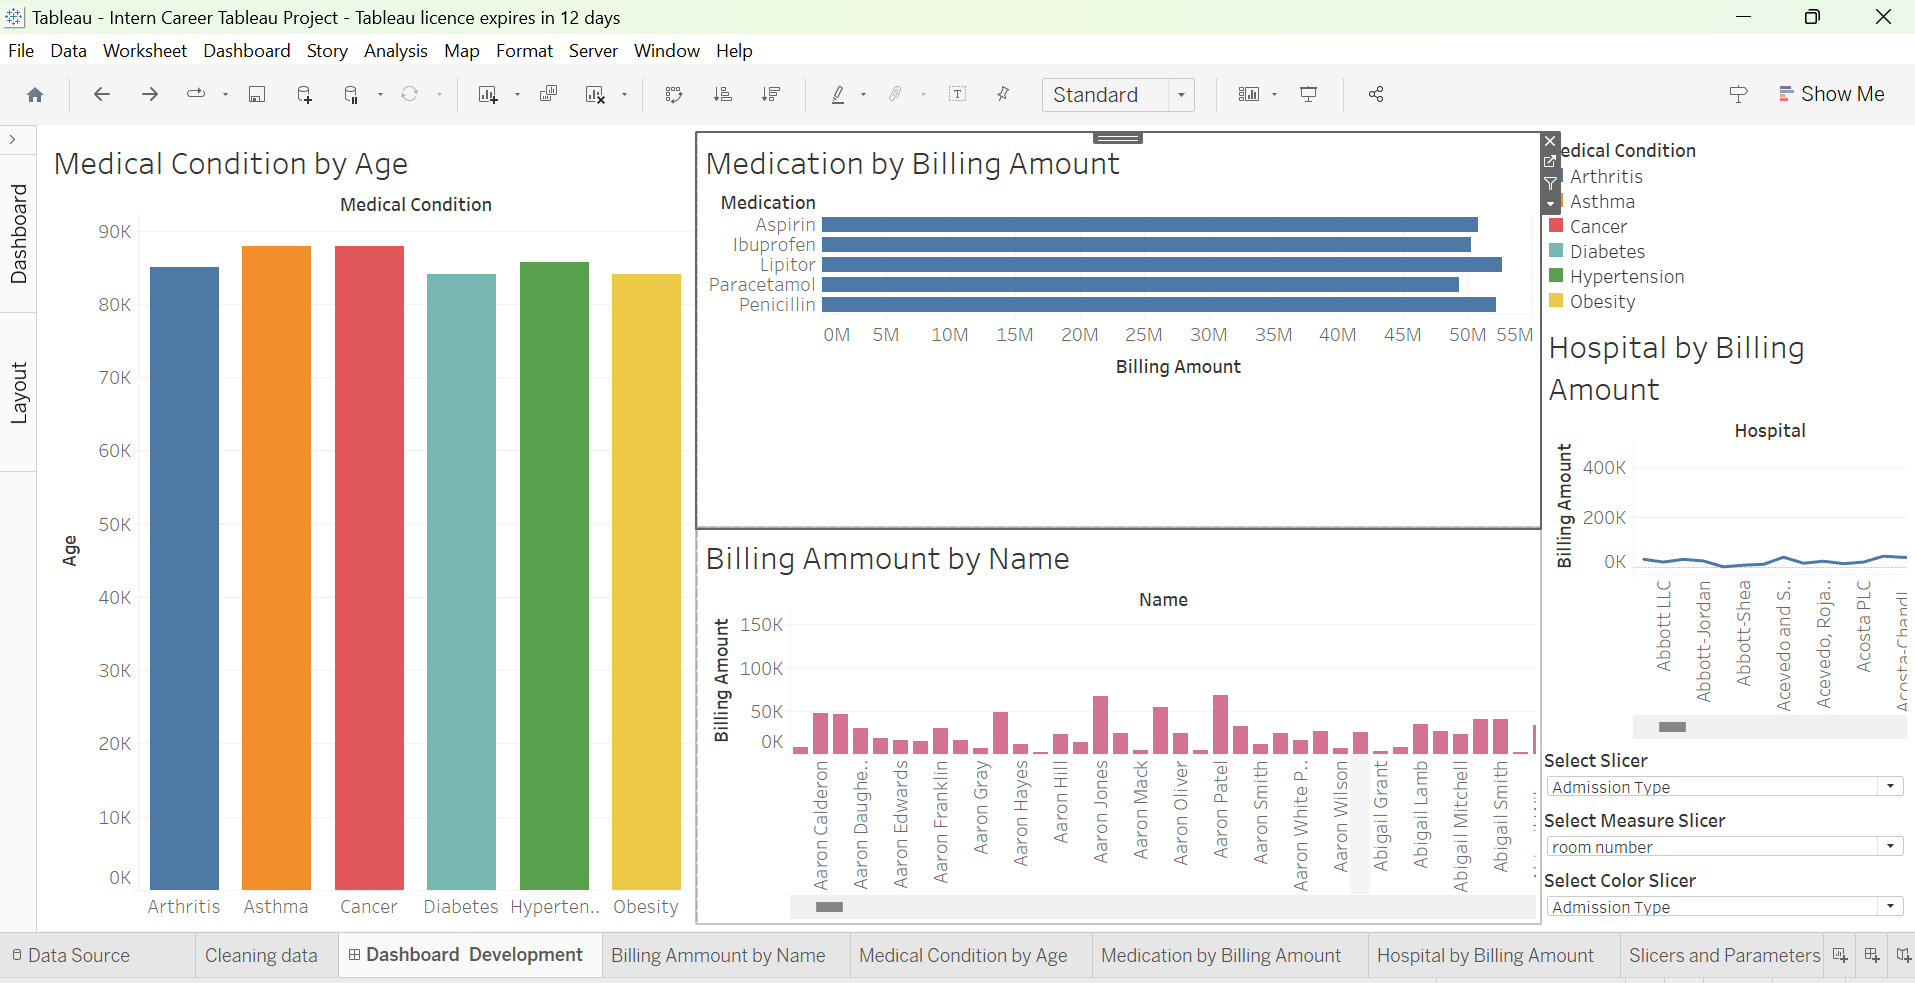 Tableau - Intern Career Tableau Project - Tableau licence expires in 12 days
File Data Worksheet Dashboard Story Analysis Map Format Server Window Help
Standard
Show Me
Dashboard
Layout
Medical Condition by Age
Medical Condition
90K
80K
70K
60K
50K
40K
30K
20K
10K
0K
Age
Arthritis Asthma Cancer Diabetes Hyperten.. Obesity
Medication by Billing Amount
Medication
Aspirin
Ibuprofen
Lipitor
Paracetamol
Penicillin
0M 5M 10M 15M 20M 25M 30M 35M 40M 45M 50M 55M
Billing Amount
Billing Ammount by Name
Name
150K
100K
50K
0K
Billing Amount
Aaron Calderon
Aaron Daughe..
Aaron Edwards
Aaron Franklin
Aaron Gray
Aaron Hayes
Aaron Hill
Aaron Jones
Aaron Mack
Aaron Oliver
Aaron Patel
Aaron Smith
Aaron White P..
Aaron Wilson
Abigail Grant
Abigail Lamb
Abigail Mitchell
Abigail Smith
edical Condition
Arthritis
Asthma
Cancer
Diabetes
Hypertension
Obesity
Hospital by Billing
Amount
Hospital
400K
200K
0K
Billing Amount
Abbott LLC
Abbott-Jordan
Abbott-Shea
Acevedo and S..
Acevedo, Roja..
Acosta PLC
Select Slicer
Admission Type
Select Measure Slicer
room number
Select Color Slicer
Admission Type
Data Source
Cleaning data
Dashboard Development
Billing Ammount by Name
Medical Condition by Age
Medication by Billing Amount
Hospital by Billing Amount
Slicers and Parameters